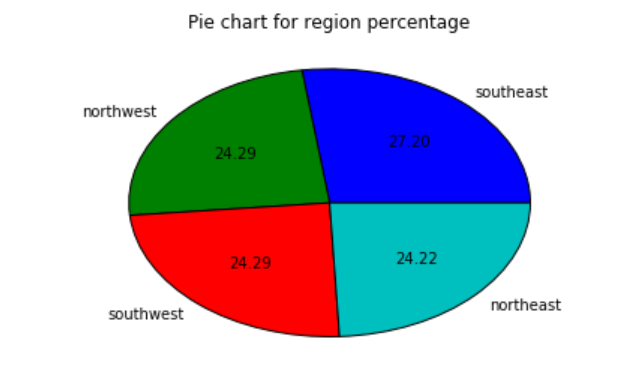 Pie chart for region percentage
southeast
northwest
27.20
24.29
24.29
24.22
northeast
southwest